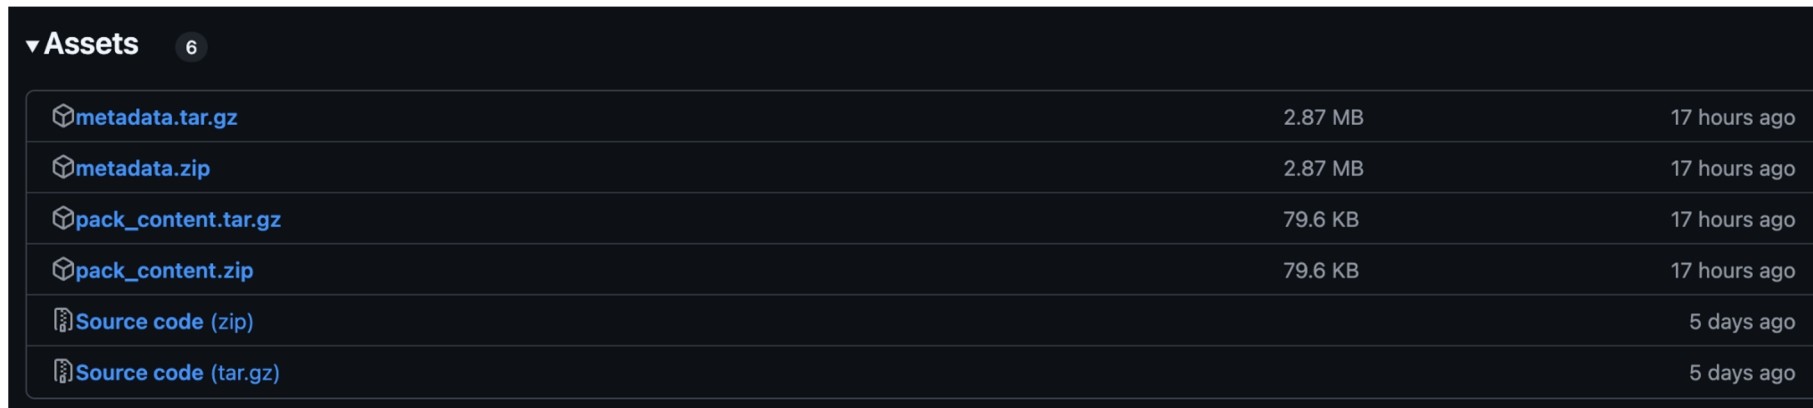 ▾Assets 6
metadata.tar.gz 2.87 MB 17 hours ago
metadata.zip 2.87 MB 17 hours ago
pack_content.tar.gz 79.6 KB 17 hours ago
pack_content.zip 79.6 KB 17 hours ago
Source code (zip) 5 days ago
Source code (tar.gz) 5 days ago